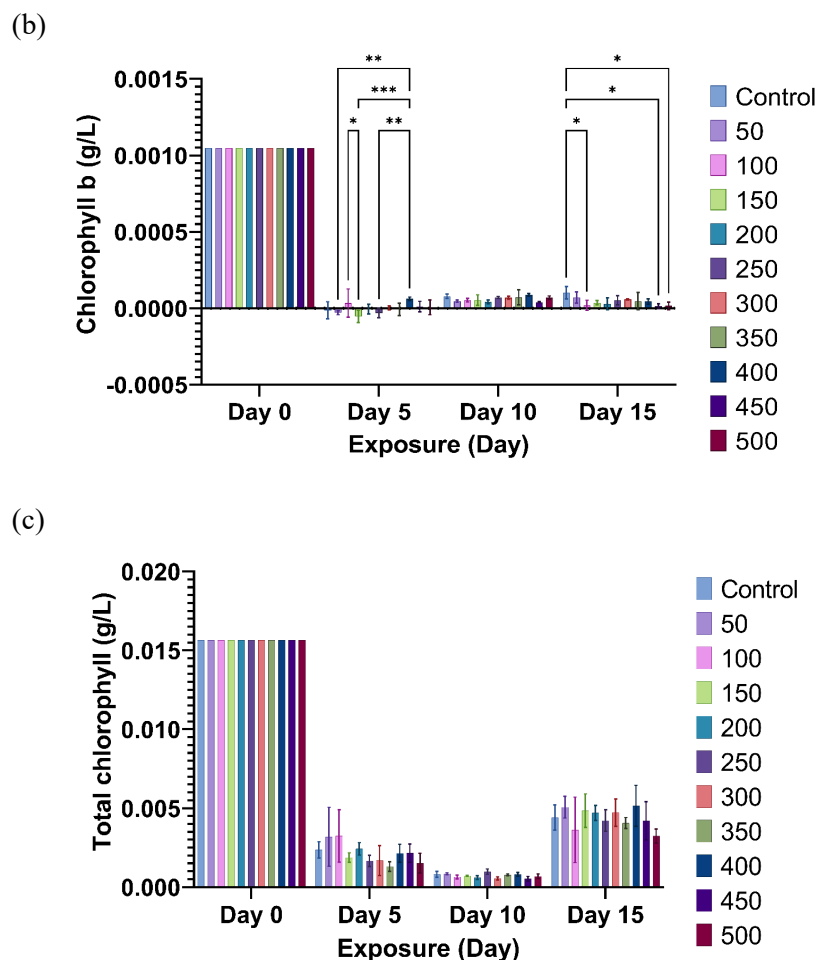 (b)
** *
*** *
* ** *
0.0015
0.0010
0.0005
0.0000
-0.0005
Chlorophyll b (g/L)
Day 0 Day 5 Day 10 Day 15
Exposure (Day)
Control
50
100
150
200
250
300
350
400
450
500
(c)
0.020
0.015
0.010
0.005
0.000
Total chlorophyll (g/L)
Day 0 Day 5 Day 10 Day 15
Exposure (Day)
Control
50
100
150
200
250
300
350
400
450
500